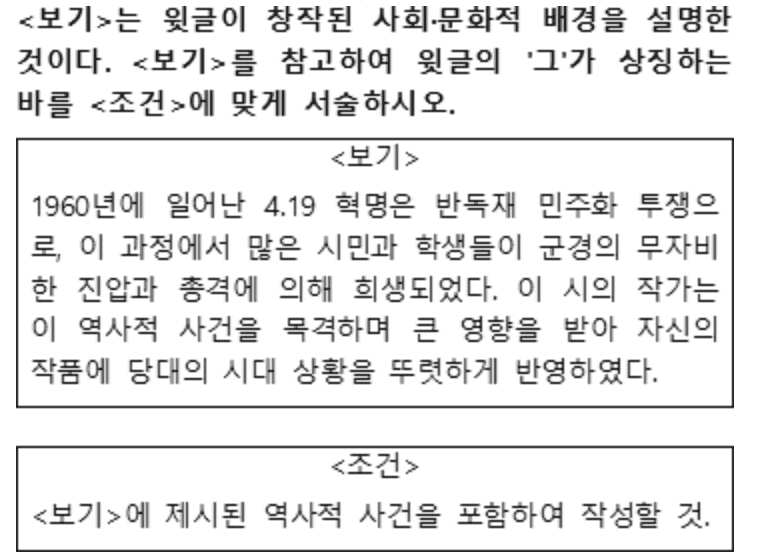 <보기>는 윗글이 창작된 사회·문화적 배경을 설명한
것이다. <보기>를 참고하여 윗글의 '그'가 상징하는
바를 <조건>에 맞게 서술하시오.
<보기>
1960년에 일어난 4.19 혁명은 반독재 민주화 투쟁으
로, 이 과정에서 많은 시민과 학생들이 군경의 무자비
한 진압과 총격에 의해 희생되었다. 이 시의 작가는
이 역사적 사건을 목격하며 큰 영향을 받아 자신의
작품에 당대의 시대 상황을 뚜렷하게 반영하였다.
<조건>
<보기>에 제시된 역사적 사건을 포함하여 작성할 것.